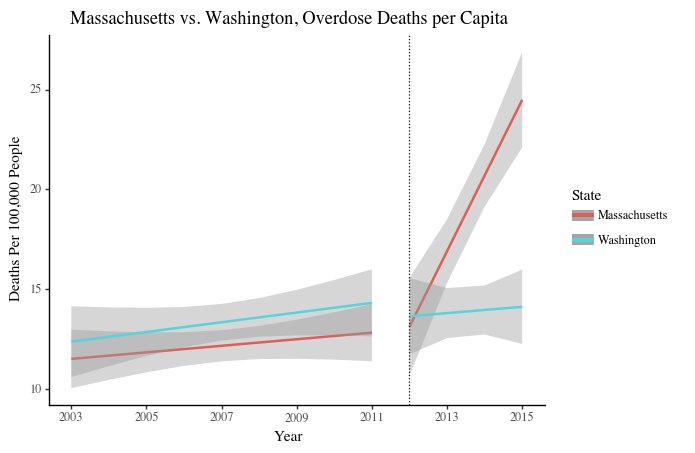 Massachusetts vs. Washington, Overdose Deaths per Capita
Deaths Per 100,000 People
25
20
15
10
2003
2005
2007
2009
2011
2013
2015
Year
State
Massachusetts
Washington